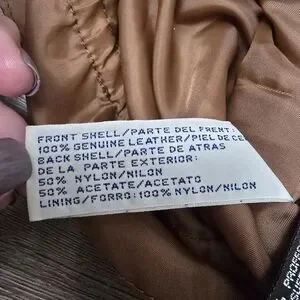 FRONT SHELL/PARTE DEL FRENT:
100% GENUINE LEATHER/PIEL DE CE
BACK SHELL/PARTE DE ATRAS
DE LA PARTE EXTERIOR:
50% NYLON/NILON
50% ACETATE/ACETATO
LINING/FORRO:100% NYLON/NILON